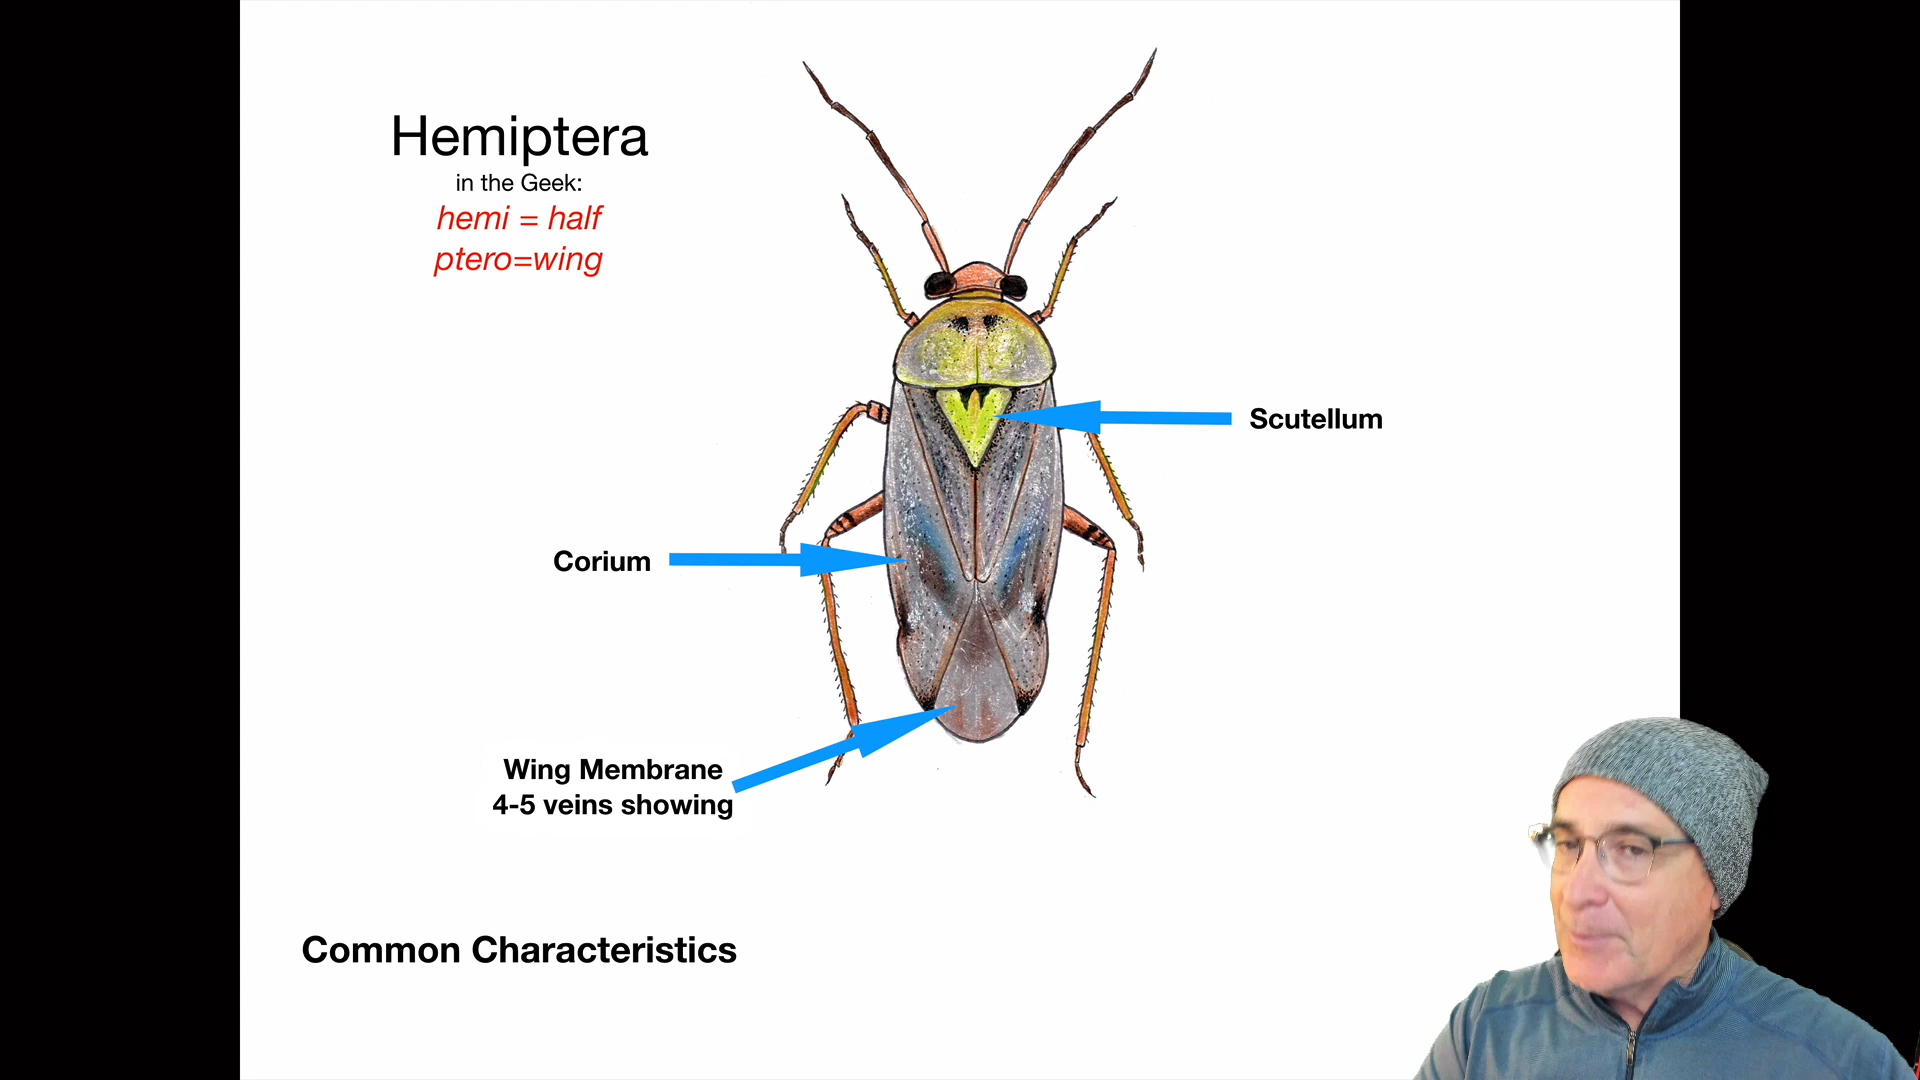 Hemiptera
in the Geek:
hemi = half
ptero=wing
Scutellum
Corium
Wing Membrane
4-5 veins showing
Common Characteristics